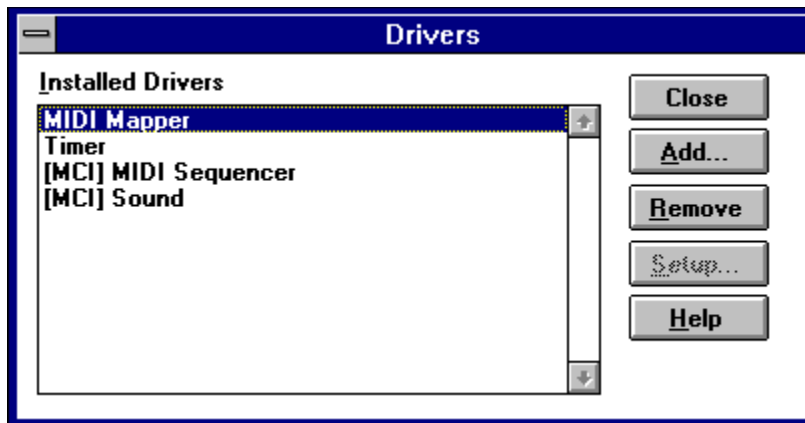 Drivers
Installed Drivers
MIDI Mapper
Timer
[MCI] MIDI Sequencer
[MCI] Sound
Close
Add...
Remove
Setup...
Help